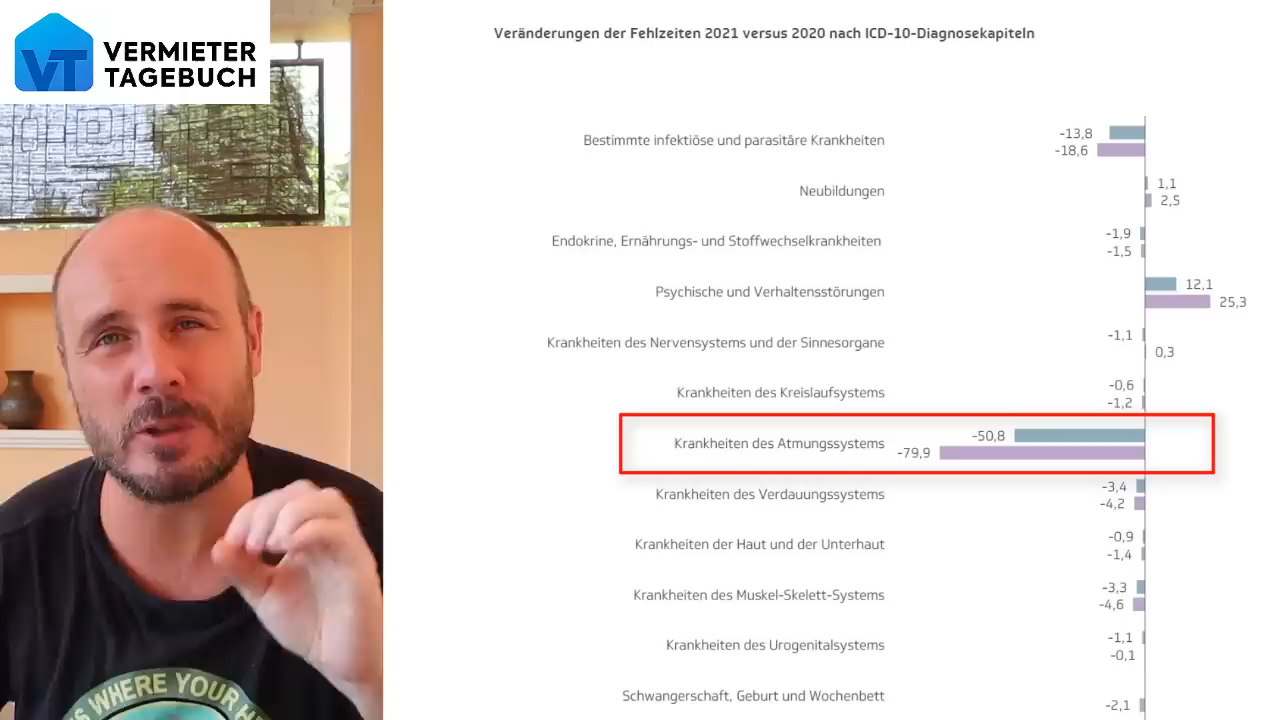 VERMIETER
TAGEBUCH
VT
Veränderungen der Fehlzeiten 2021 versus 2020 nach ICD-10-Diagnosekapiteln
Bestimmte infektiöse und parasitäre Krankheiten
-13,8
-18,6
Neubildungen
1,1
2,5
Endokrine, Ernährungs- und Stoffwechselkrankheiten
-1,9
-1,5
Psychische und Verhaltensstörungen
12,1
25,3
Krankheiten des Nervensystems und der Sinnesorgane
-1,1
0,3
Krankheiten des Kreislaufsystems
-0,6
-1,2
Krankheiten des Atmungssystems
-50,8
-79,9
Krankheiten des Verdauungssystems
-3,4
-4,2
Krankheiten der Haut und der Unterhaut
-0,9
-1,4
Krankheiten des Muskel-Skelett-Systems
-3,3
-4,6
Krankheiten des Urogenitalsystems
-1,1
-0,1
Schwangerschaft, Geburt und Wochenbett
-2,1
WHERE YOUR